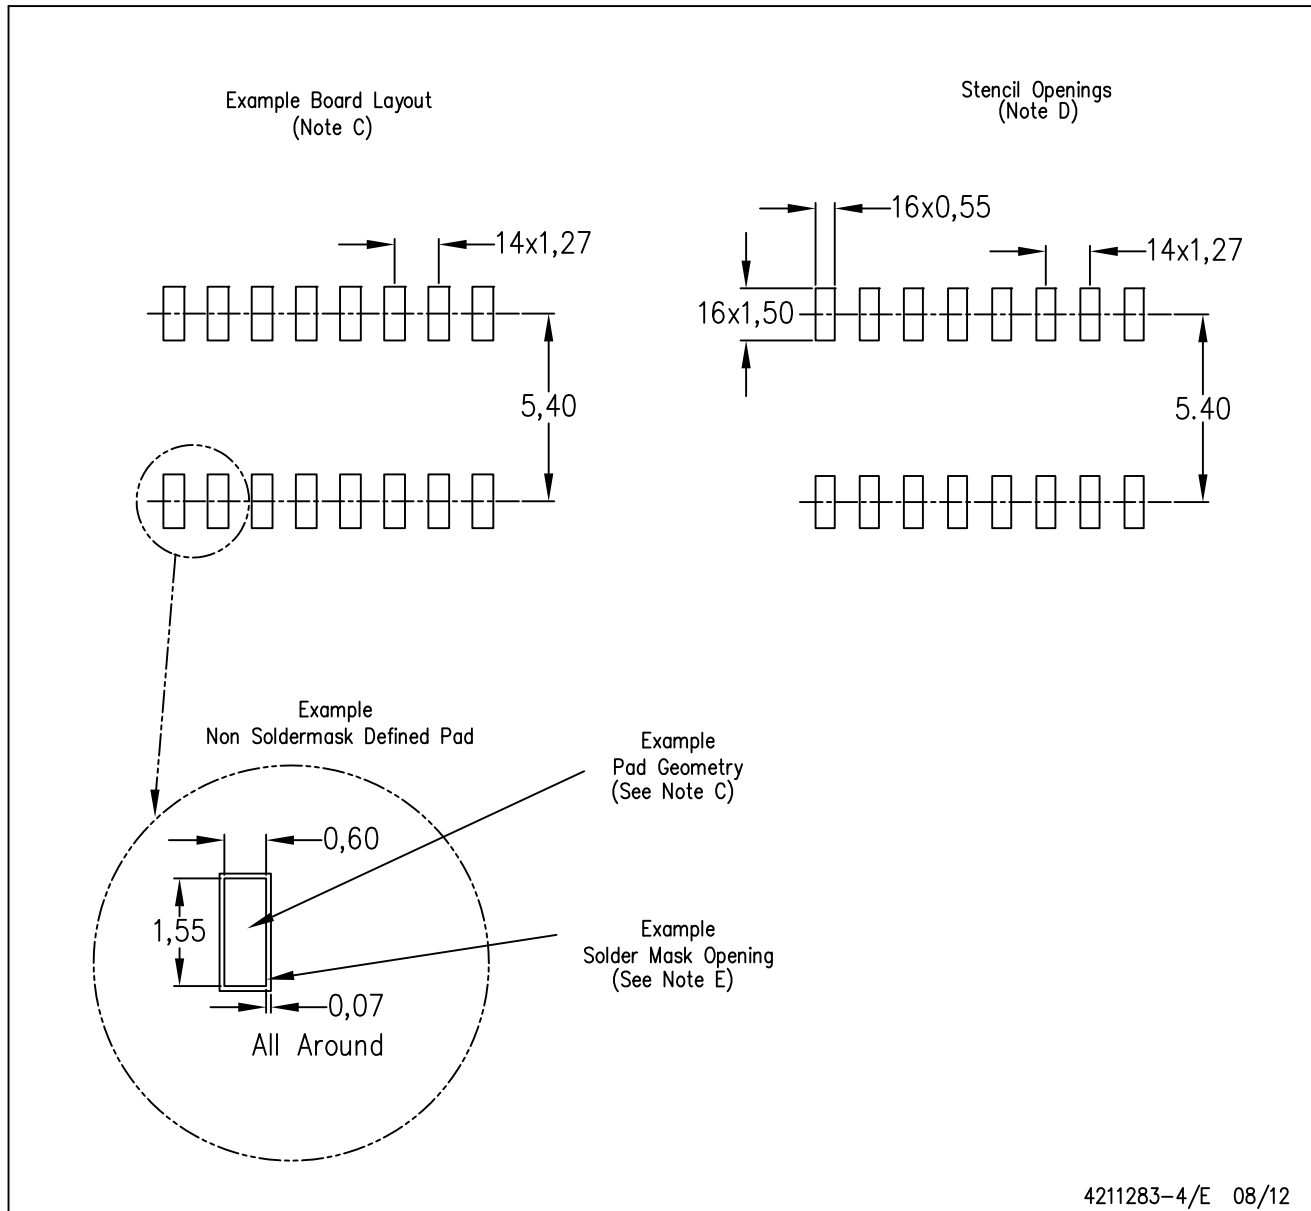 Example Board Layout
(Note C)
Stencil Openings
(Note D)
14x1,27
5,40
16x0,55
14x1,27
16x1,50
5.40
Example
Non Soldermask Defined Pad
Example
Pad Geometry
(See Note C)
0,60
1,55
Example
Solder Mask Opening
(See Note E)
0,07
All Around
4211283-4/E 08/12